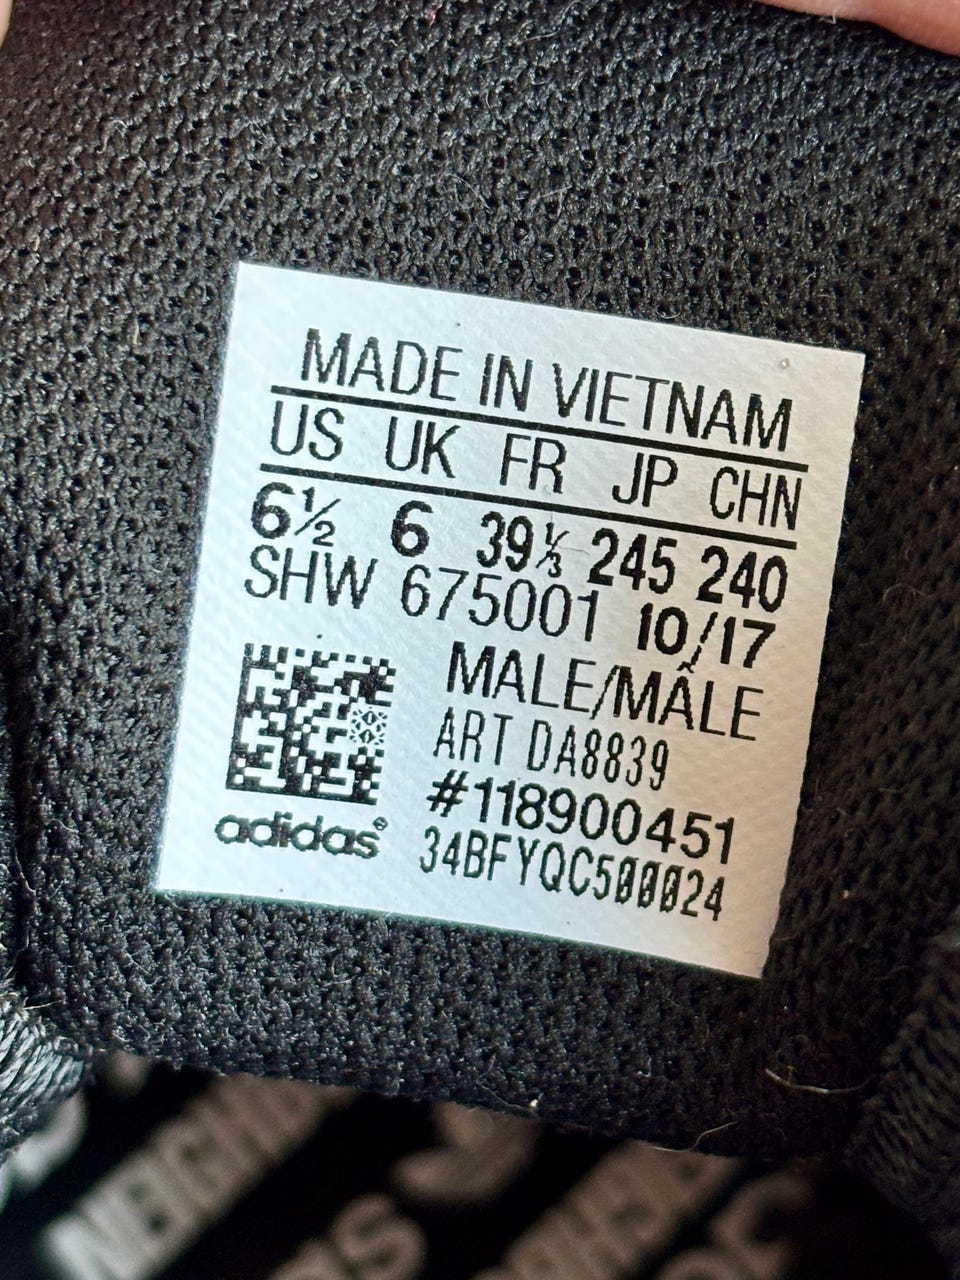 MADE IN VIETNAM
US UK FR JP CHN
6½ 6 39⅓ 245 240
SHW 675001 10/17
MALE/MÂLE
ART DA8839
#118900451
adidas®
34BFYQC500024